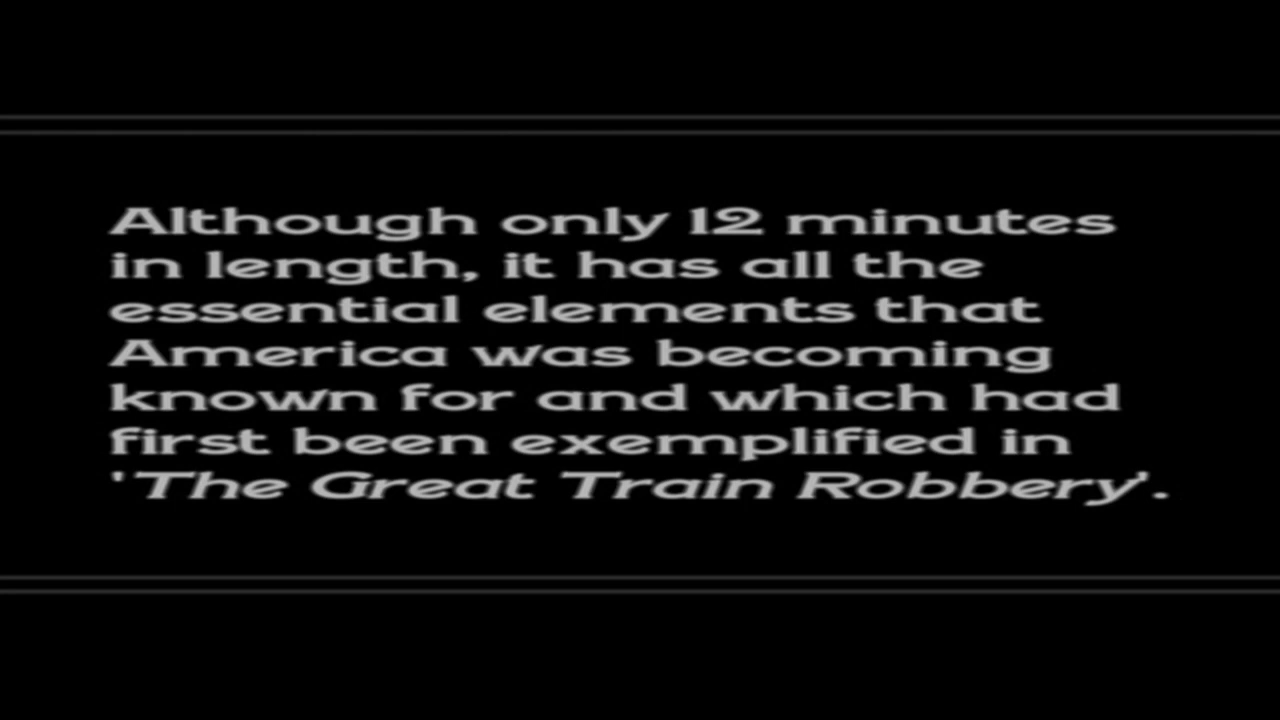 Although only 12 minutes
in length, it has all the
essential elements that
America was becoming
known for and which had
first been exemplified in
'The Great Train Robbery'.